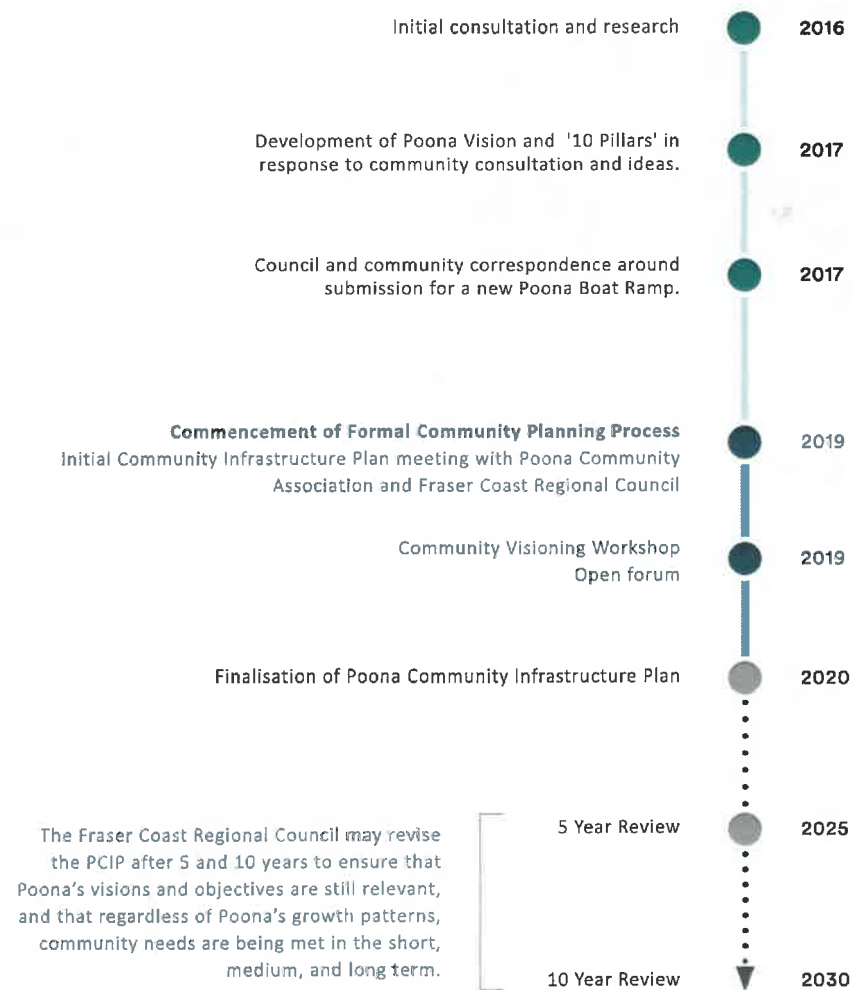 Initial consultation and research 2016
Development of Poona Vision and '10 Pillars' in
response to community consultation and ideas.
2017
Council and community correspondence around
submission for a new Poona Boat Ramp.
2017
Commencement of Formal Community Planning Process
Initial Community Infrastructure Plan meeting with Poona Community
Association and Fraser Coast Regional Council
2019
Community Visioning Workshop
Open forum
2019
Finalisation of Poona Community Infrastructure Plan 2020
5 Year Review 2025
The Fraser Coast Regional Council may revise
the PCIP after 5 and 10 years to ensure that
Poona's visions and objectives are still relevant,
and that regardless of Poona's growth patterns,
community needs are being met in the short,
medium, and long term.
10 Year Review 2030